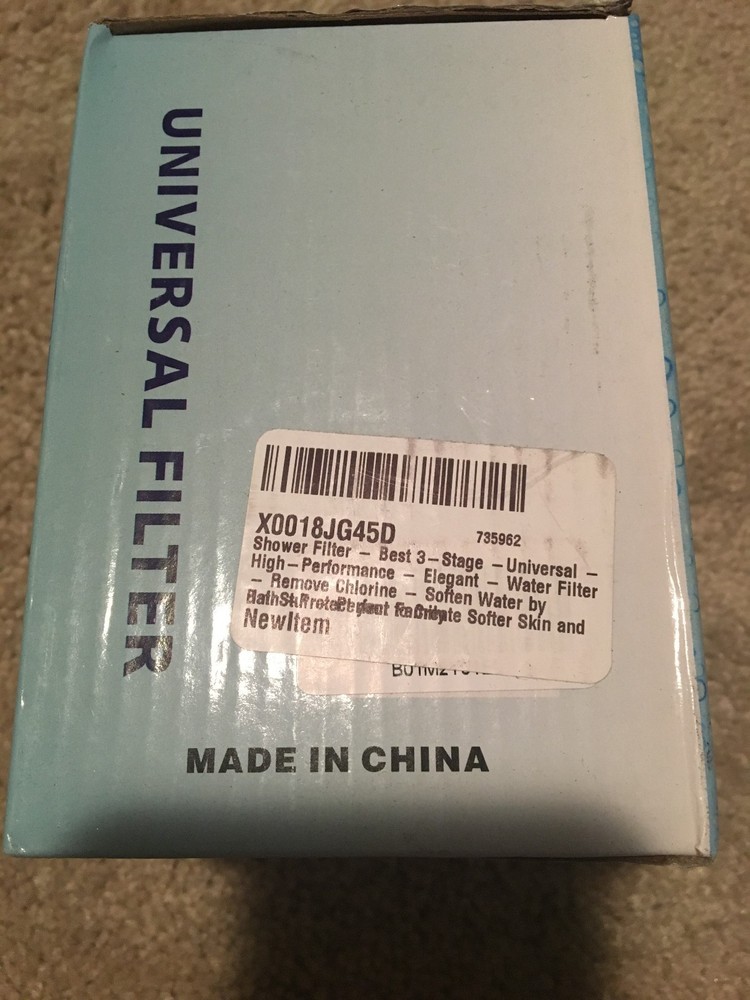 UNIVERSAL FILTER
X0018JG45D
735962
Shower Filter – Best 3–Stage –Universal –
High–Performance – Elegant – Water Filter
– Remove Chlorine – Soften Water by
Softer Skin and
NewItem
MADE IN CHINA